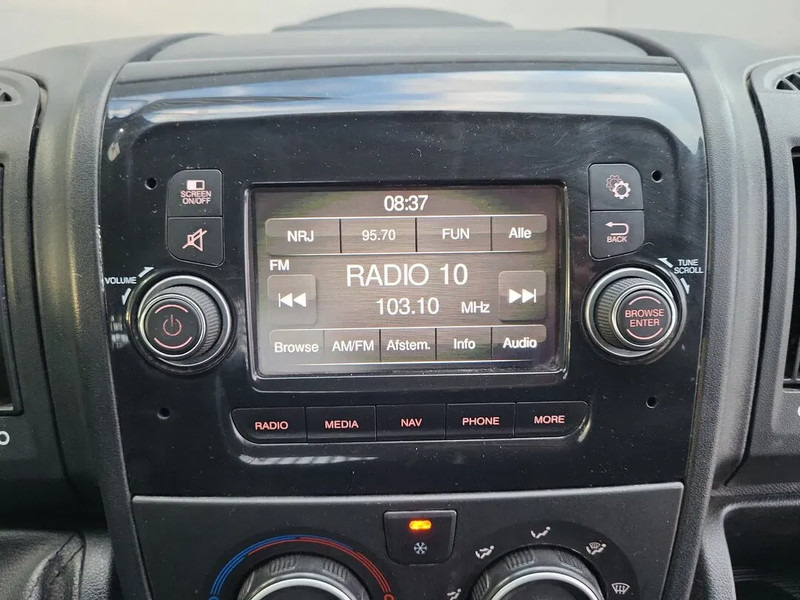 SCREEN
ON/OFF
BACK
VOLUME
TUNE
SCROLL
08:37
NRJ 95.70 FUN Alle
FM
RADIO 10
103.10 MHz
Browse AM/FM Afstem. Info Audio
BROWSE
ENTER
RADIO MEDIA NAV PHONE MORE